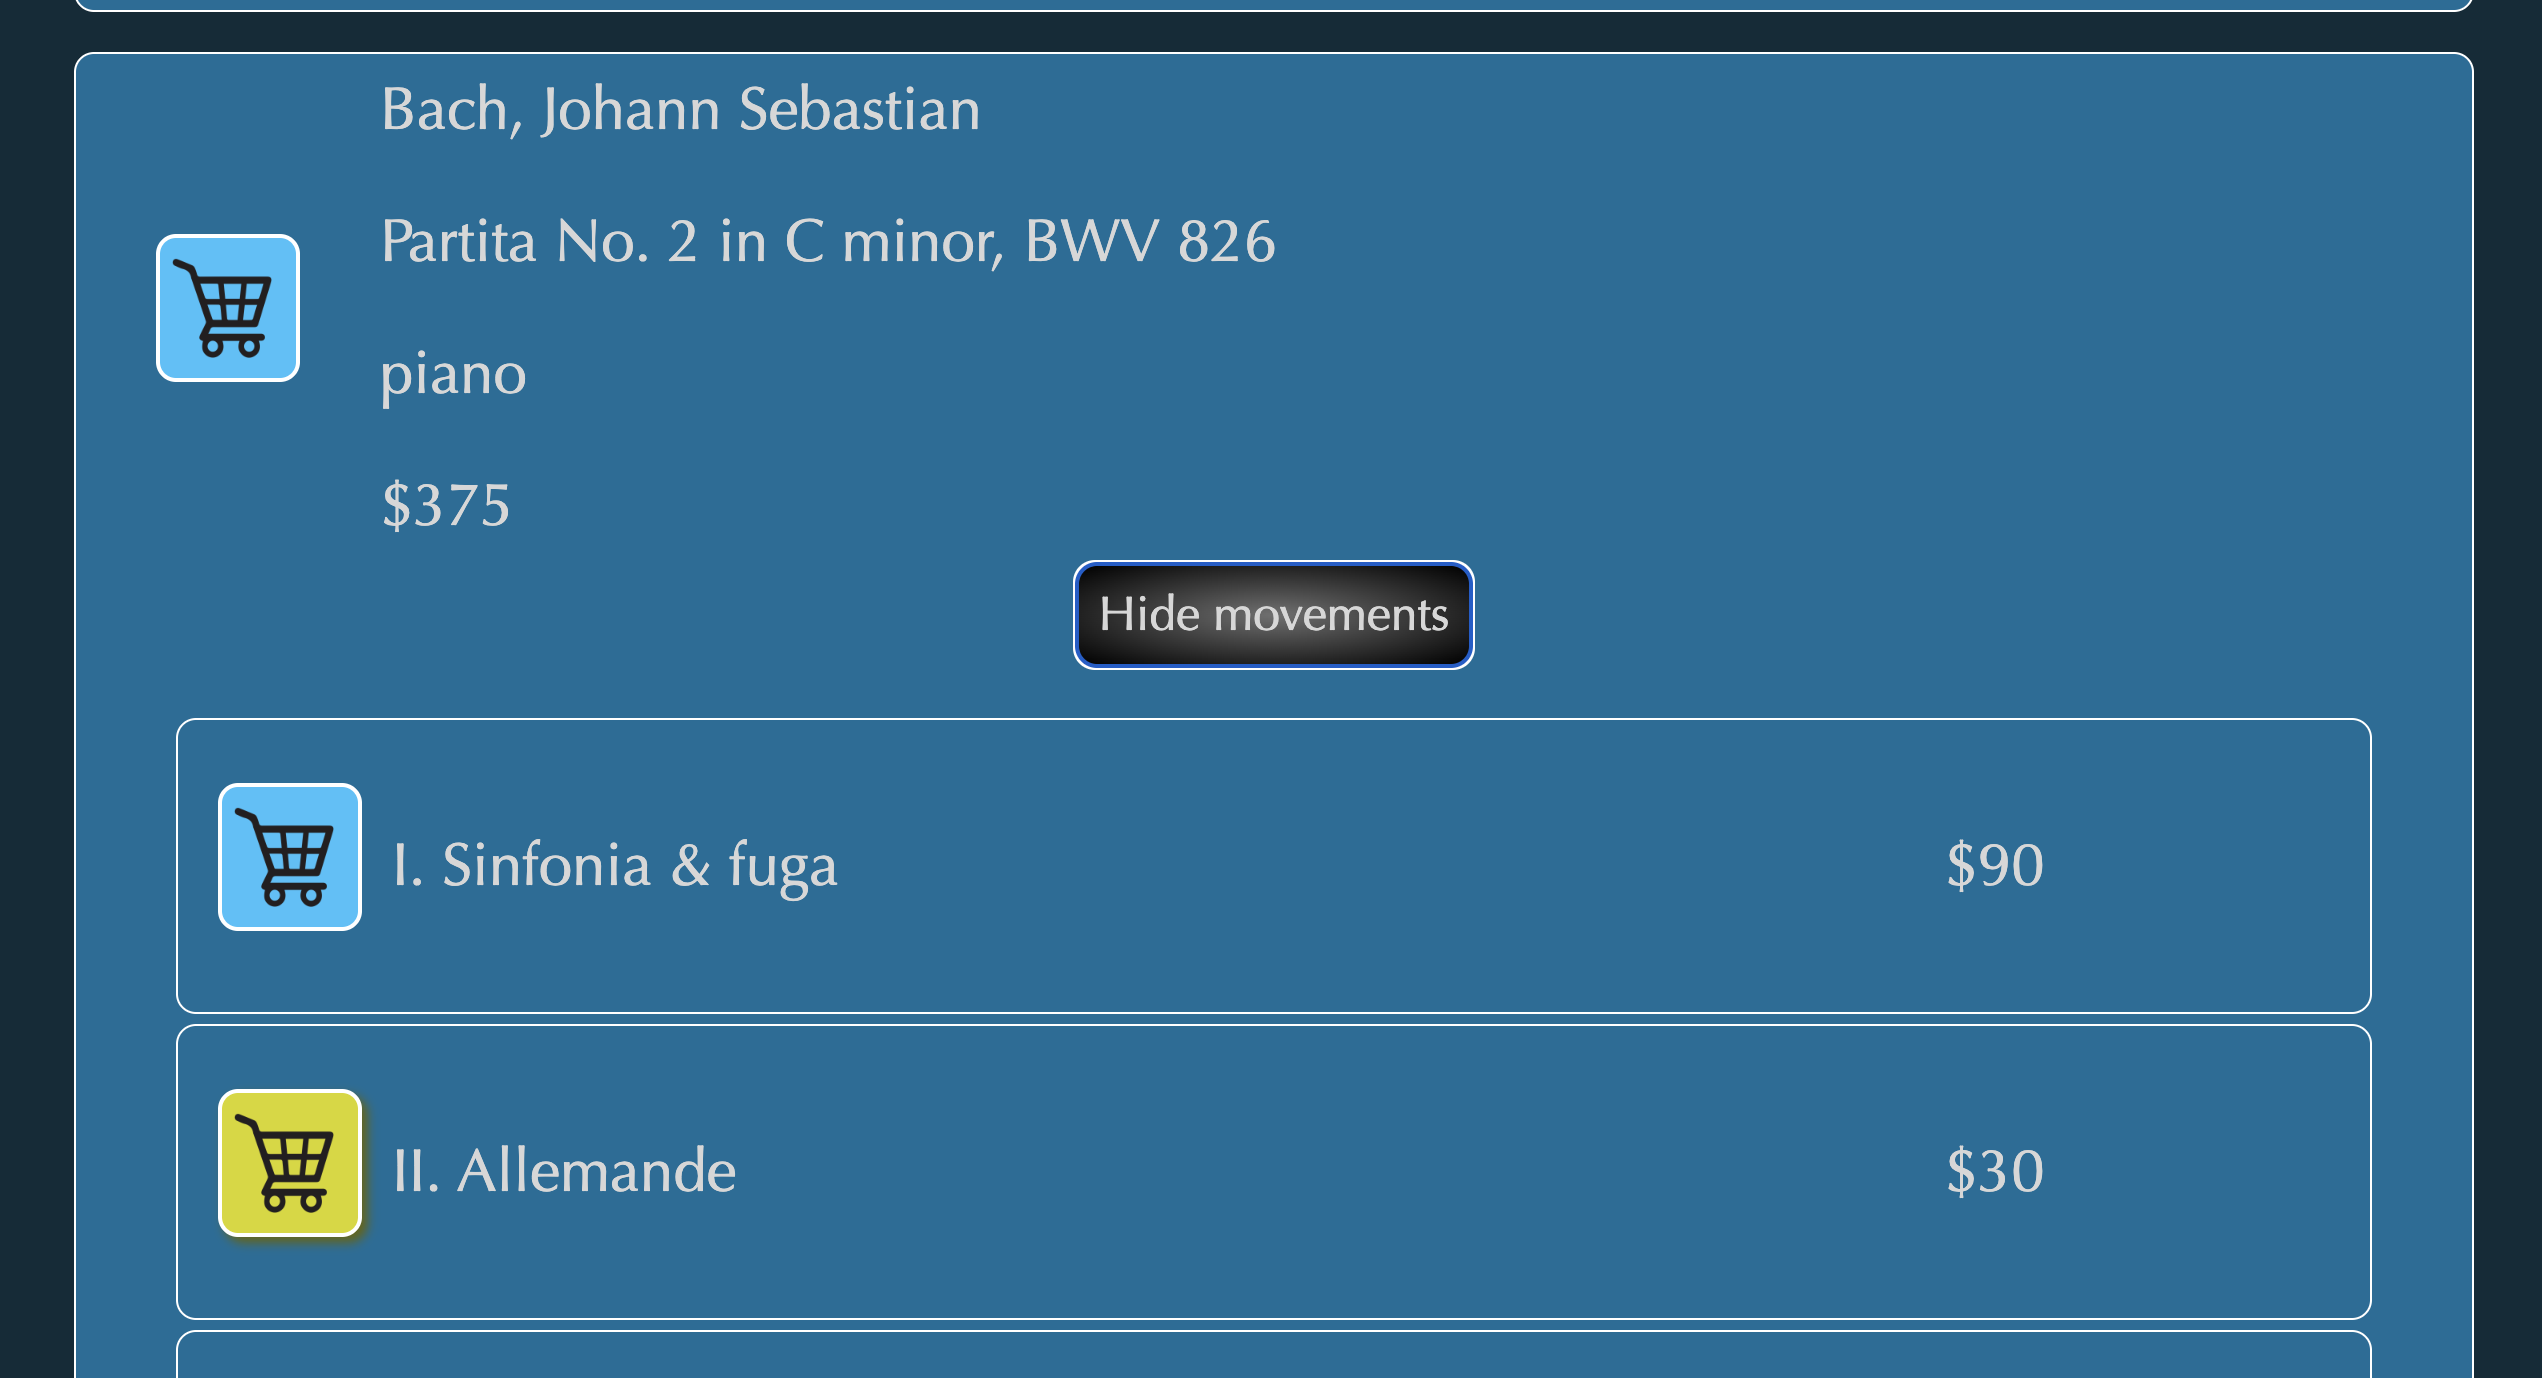 Bach, Johann Sebastian
Partita No. 2 in C minor, BWV 826
piano
$375
Hide movements
I. Sinfonia & fuga $90
II. Allemande $30